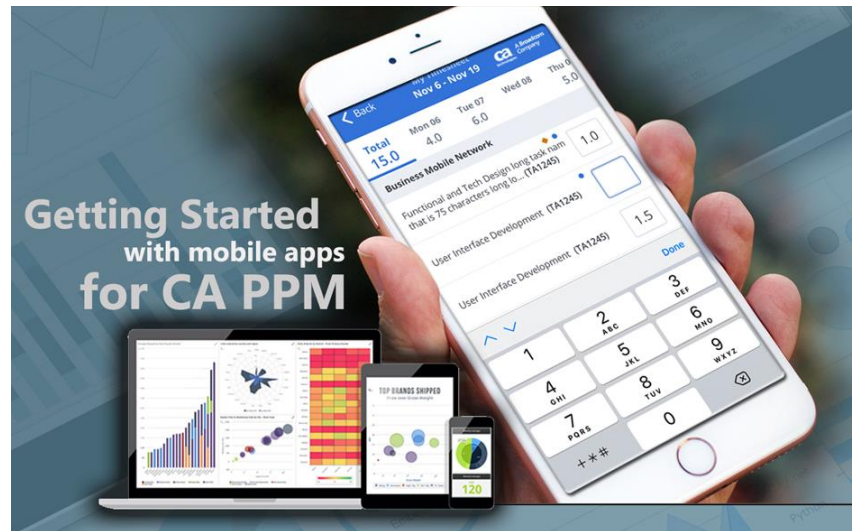 Getting Started
with mobile apps
for CA PPM
Back
My Timesheet
Nov 6 - Nov 19
ca
A Broadcom
Company
Total
15.0
Mon 06
4.0
Tue 07
6.0
Wed 08
Thu 0
5.0
Business Mobile Network
Functional and Tech Design long task nam
that is 75 characters long lo... (TA1245)
1.0
User Interface Development (TA1245)
User Interface Development (TA1245)
1.5
Done
1
2
ABC
3
DEF
4
GHI
5
JKL
6
MNO
7
PQRS
8
TUV
9
WXYZ
+*#
0
TOP BRANDS SHIPPED
120